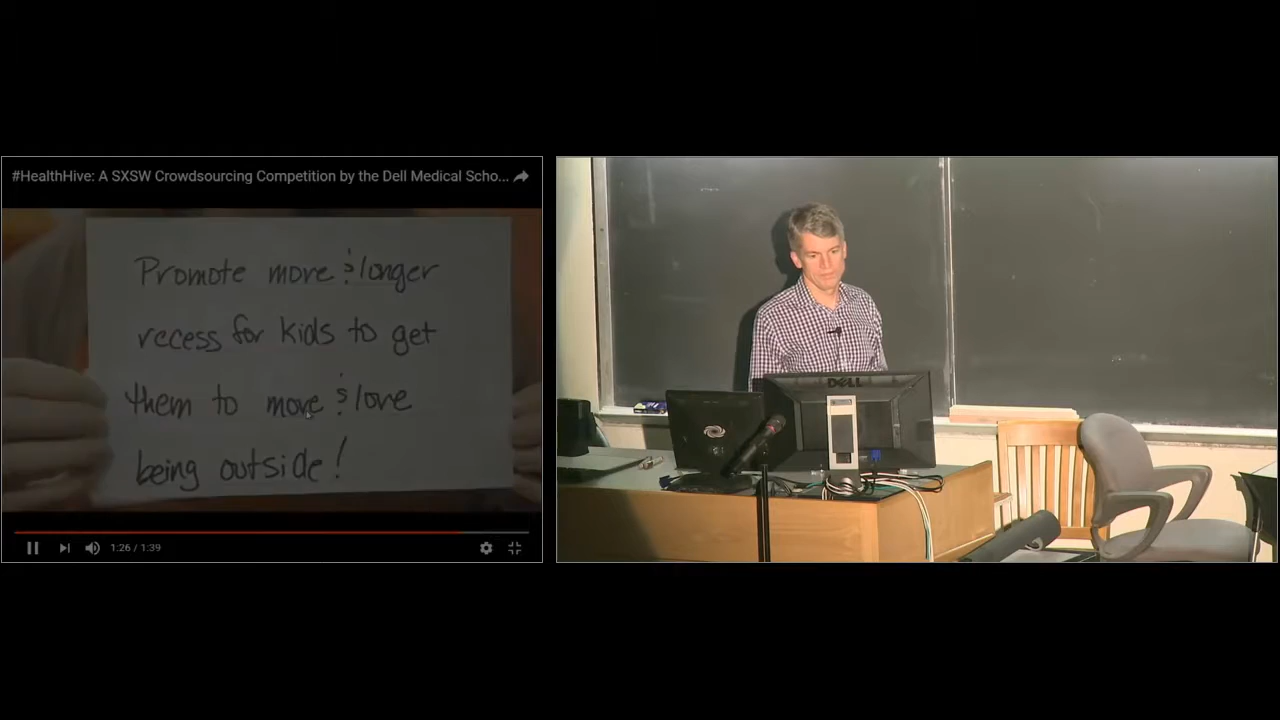 #HealthHive: A SXSW Crowdsourcing Competition by the Dell Medical Scho...
Promote more & longer
recess for kids to get
them to move & love
being outside!
1:26 / 1:39
DELL